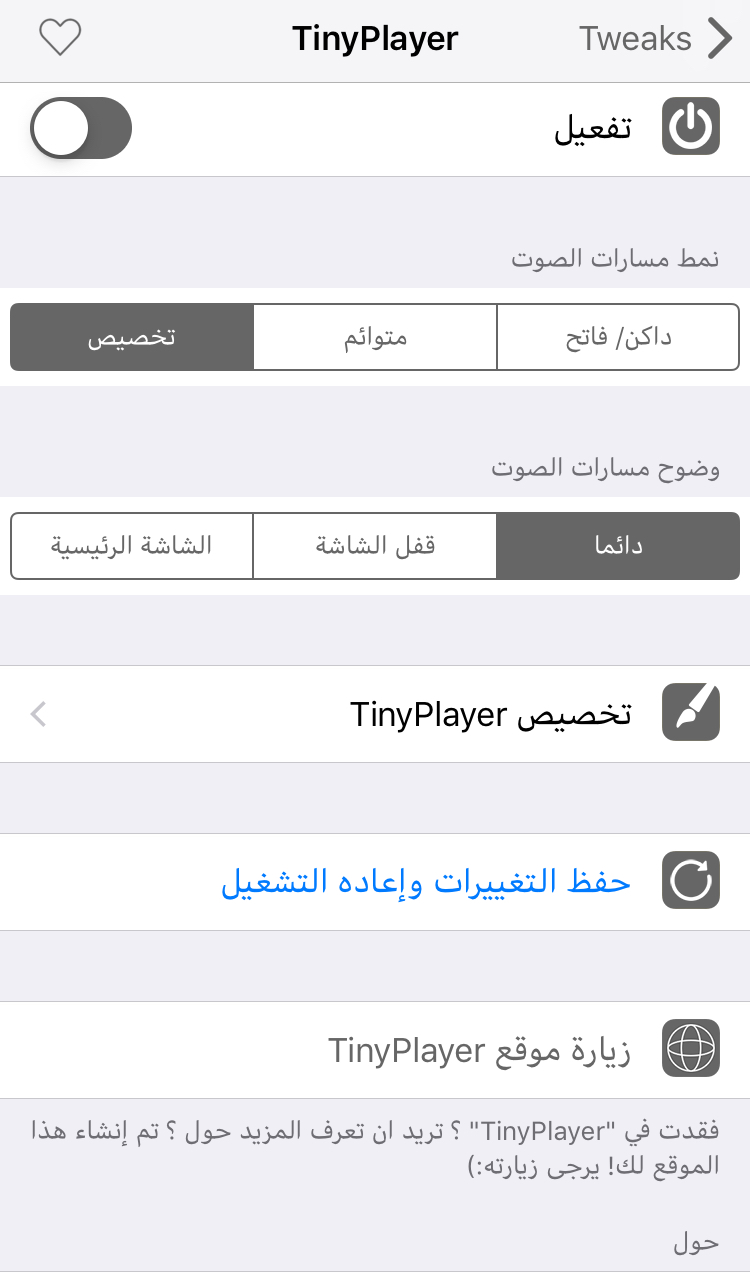 Tweaks
TinyPlayer
تفعيل
نمط مسارات الصوت
داكن/ فاتح
متوائم
تخصيص
وضوح مسارات الصوت
دائما
قفل الشاشة
الشاشة الرئيسية
تخصيص TinyPlayer
حفظ التغييرات وإعاده التشغيل
زيارة موقع TinyPlayer
فقدت في "TinyPlayer" ؟ تريد ان تعرف المزيد حول ؟ تم إنشاء هذا
الموقع لك! يرجى زيارته:)
حول